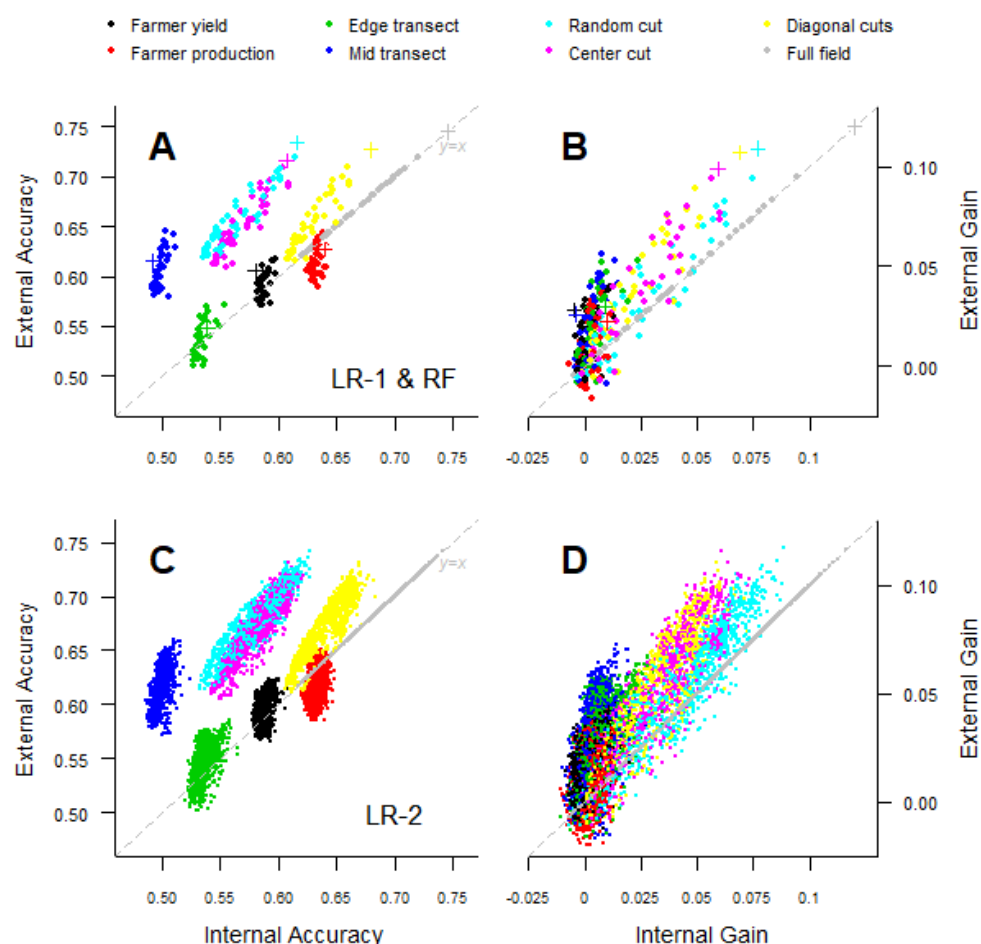 Farmer yield Edge transect Random cut Diagonal cuts
Farmer production Mid transect Center cut Full field
A
B
y=x
0.75
0.70
0.65
0.60
0.55
0.50
External Accuracy
LR-1 & RF
0.10
0.05
0.00
External Gain
0.50 0.55 0.60 0.65 0.70 0.75
-0.025 0 0.025 0.05 0.075 0.1
C
D
y=x
0.75
0.70
0.65
0.60
0.55
0.50
External Accuracy
LR-2
0.10
0.05
0.00
External Gain
0.50 0.55 0.60 0.65 0.70 0.75
-0.025 0 0.025 0.05 0.075 0.1
Internal Accuracy
Internal Gain